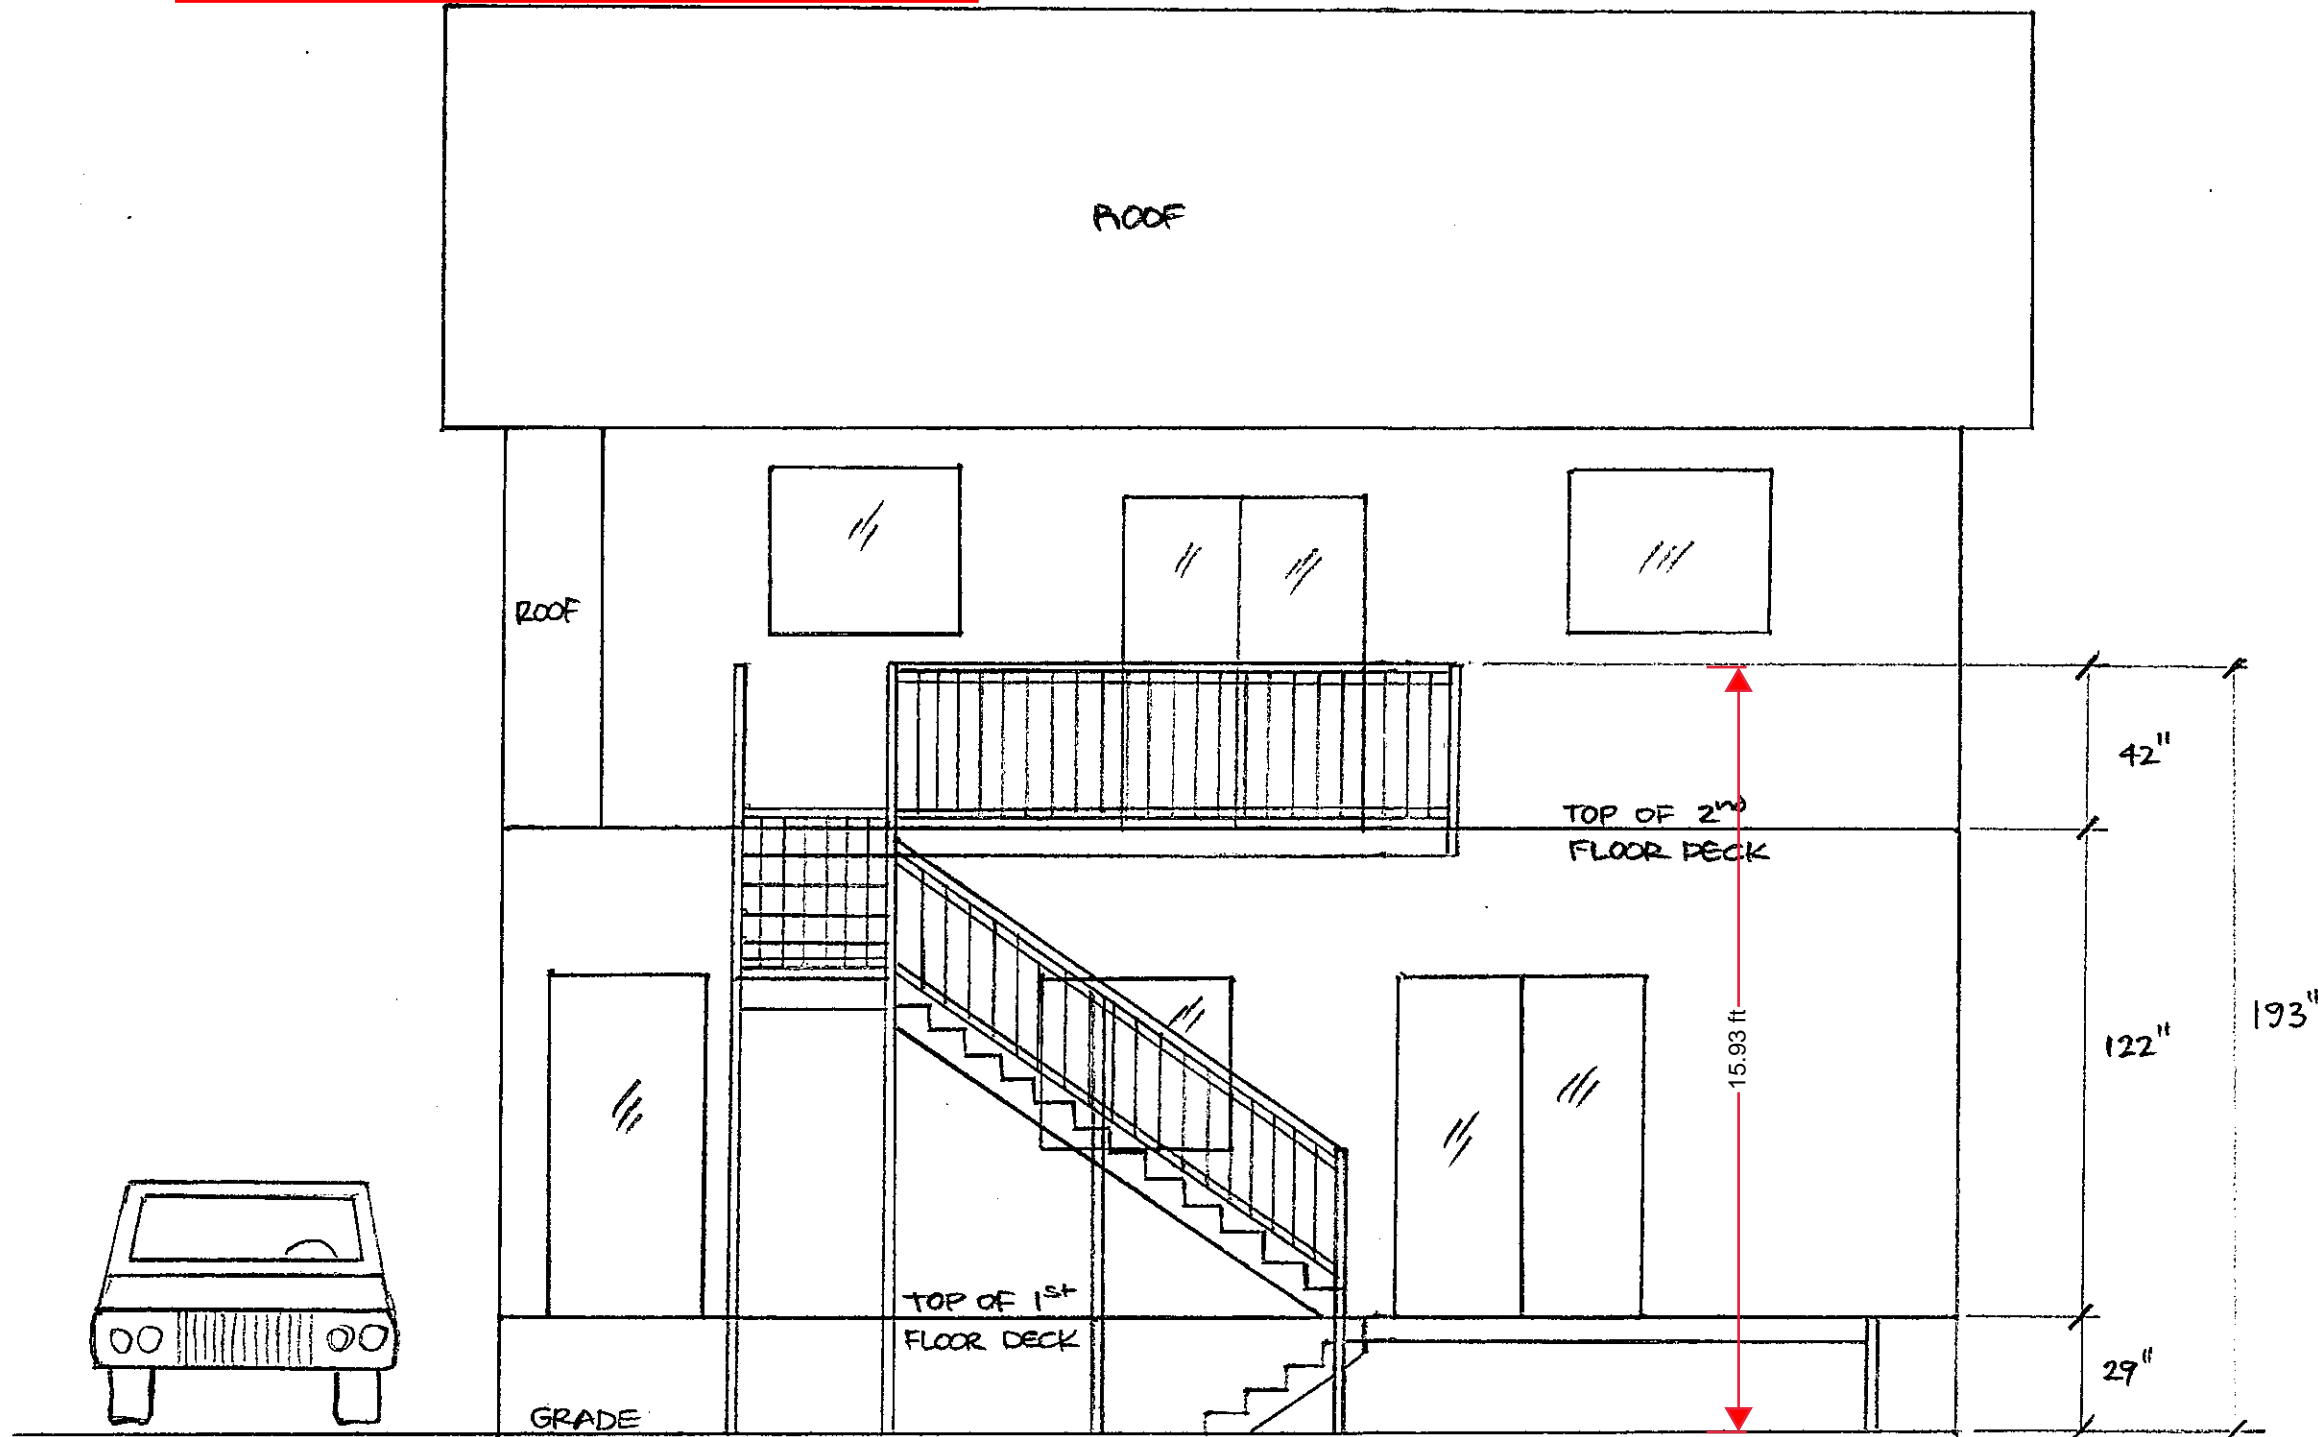 ROOF
ROOF
42"
TOP OF 2nd
FLOOR DECK
15.93 ft
193"
122"
TOP OF 1st
FLOOR DECK
29"
GRADE